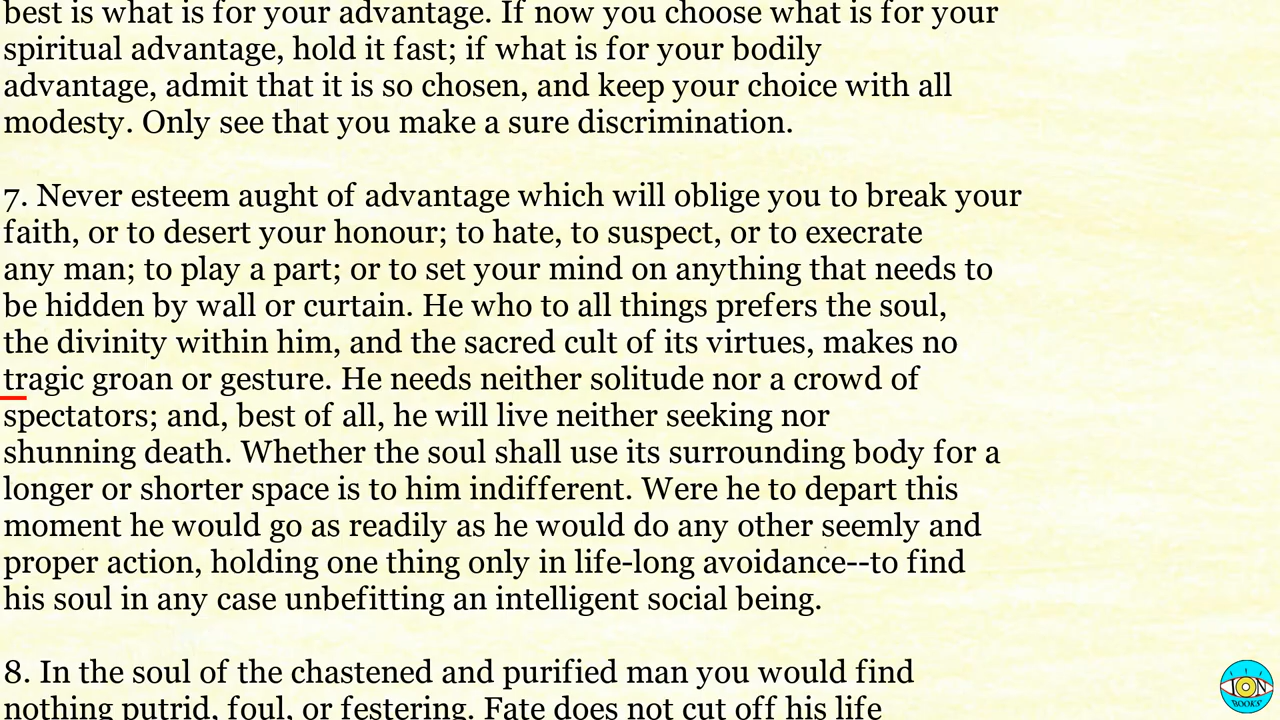 best is what is for your advantage. If now you choose what is for your
spiritual advantage, hold it fast; if what is for your bodily
advantage, admit that it is so chosen, and keep your choice with all
modesty. Only see that you make a sure discrimination.
7. Never esteem aught of advantage which will oblige you to break your
faith, or to desert your honour; to hate, to suspect, or to execrate
any man; to play a part; or to set your mind on anything that needs to
be hidden by wall or curtain. He who to all things prefers the soul,
the divinity within him, and the sacred cult of its virtues, makes no
tragic groan or gesture. He needs neither solitude nor a crowd of
spectators; and, best of all, he will live neither seeking nor
shunning death. Whether the soul shall use its surrounding body for a
longer or shorter space is to him indifferent. Were he to depart this
moment he would go as readily as he would do any other seemly and
proper action, holding one thing only in life-long avoidance--to find
his soul in any case unbefitting an intelligent social being.
8. In the soul of the chastened and purified man you would find
nothing putrid, foul, or festering. Fate does not cut off his life
ION
BOOKS